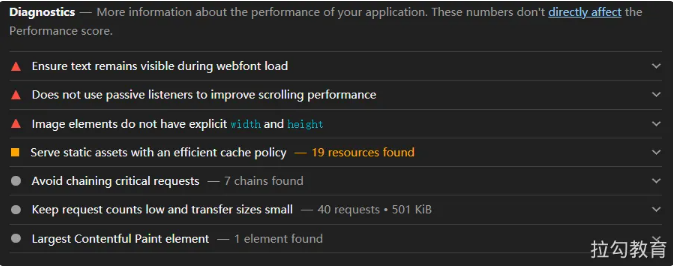 Diagnostics — More information about the performance of your application. These numbers don't directly affect the
Performance score.
Ensure text remains visible during webfont load
Does not use passive listeners to improve scrolling performance
Image elements do not have explicit width and height
Serve static assets with an efficient cache policy — 19 resources found
Avoid chaining critical requests — 7 chains found
Keep request counts low and transfer sizes small — 40 requests • 501 KiB
Largest Contentful Paint element — 1 element found
拉勾教育